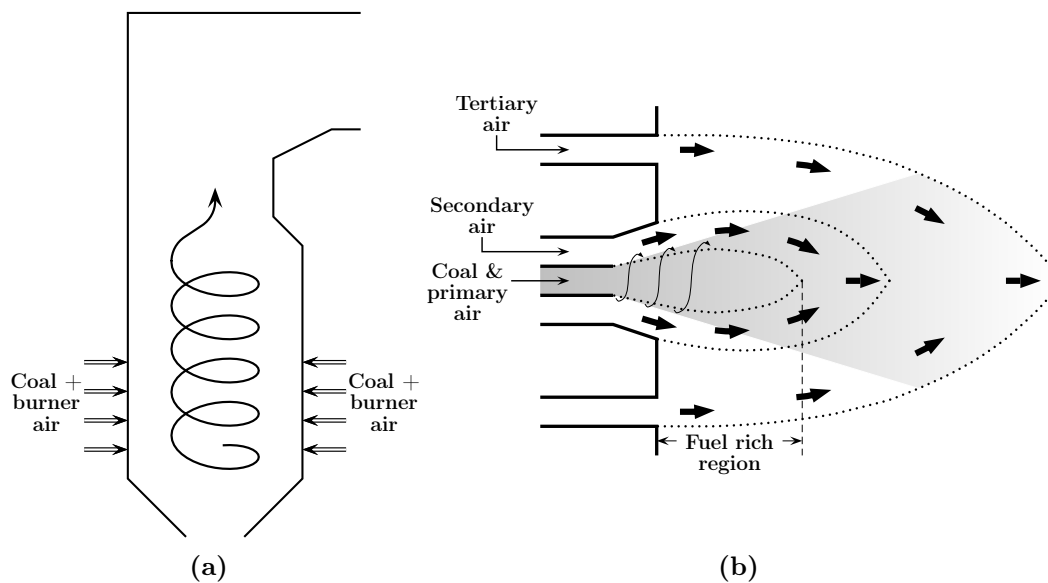 Coal +
burner
air
Coal +
burner
air
(a)
Tertiary
air
Secondary
air
Coal &
primary
air
Fuel rich
region
(b)